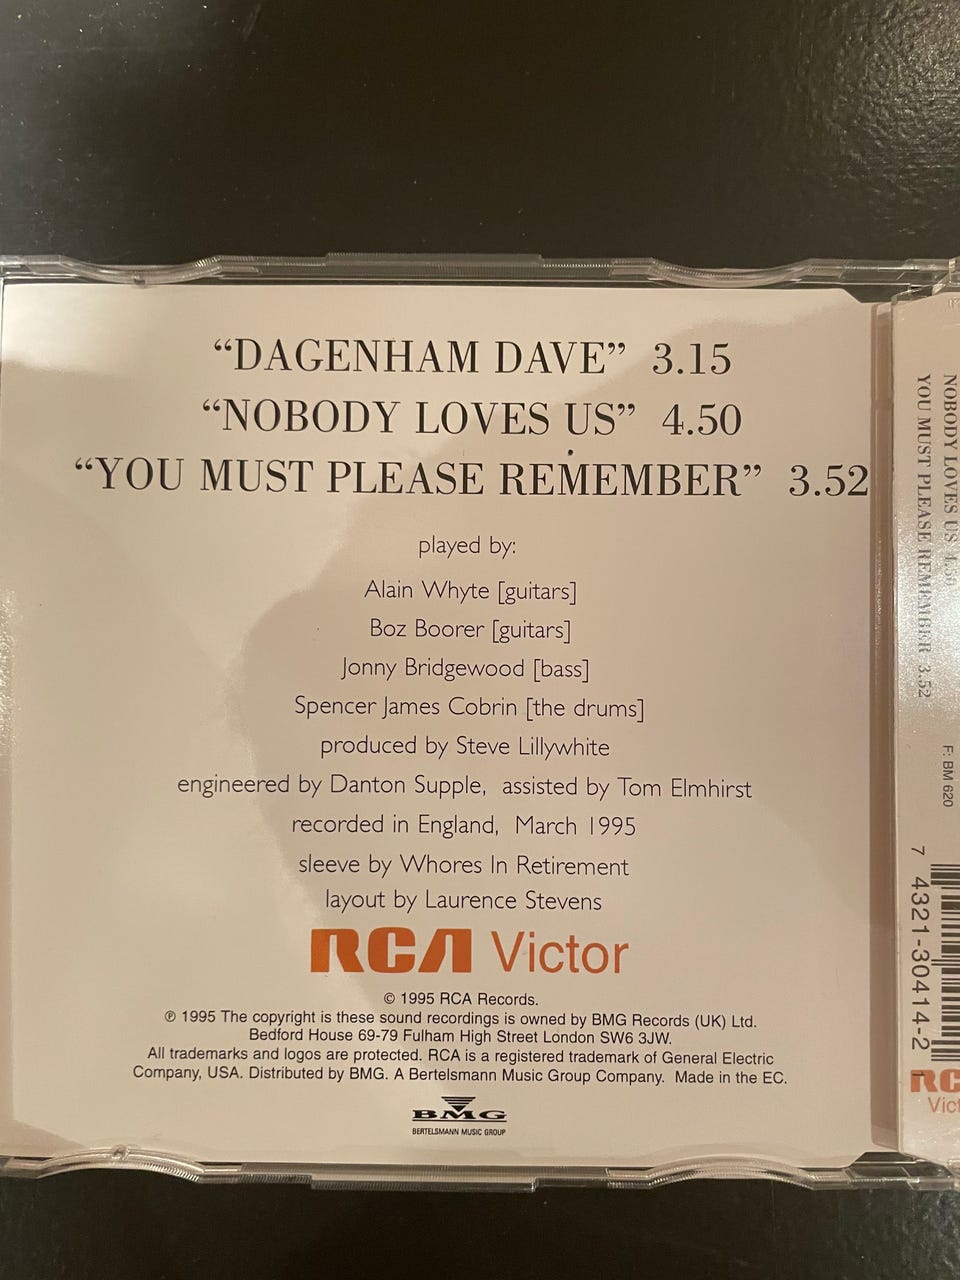 “DAGENHAM DAVE” 3.15
“NOBODY LOVES US” 4.50
“YOU MUST PLEASE REMEMBER” 3.52
played by:
Alain Whyte [guitars]
Boz Boorer [guitars]
Jonny Bridgewood [bass]
Spencer James Cobrin [the drums]
produced by Steve Lillywhite
engineered by Danton Supple, assisted by Tom Elmhirst
recorded in England, March 1995
sleeve by Whores In Retirement
layout by Laurence Stevens
RCA Victor
© 1995 RCA Records.
℗ 1995 The copyright is these sound recordings is owned by BMG Records (UK) Ltd.
Bedford House 69-79 Fulham High Street London SW6 3JW.
All trademarks and logos are protected. RCA is a registered trademark of General Electric
Company, USA. Distributed by BMG. A Bertelsmann Music Group Company. Made in the EC.
BMG
BERTELSMANN MUSIC GROUP
NOBODY LOVES US 4.50
YOU MUST PLEASE REMEMBER 3.52
F: BM 620
7 4321-30414-2 1